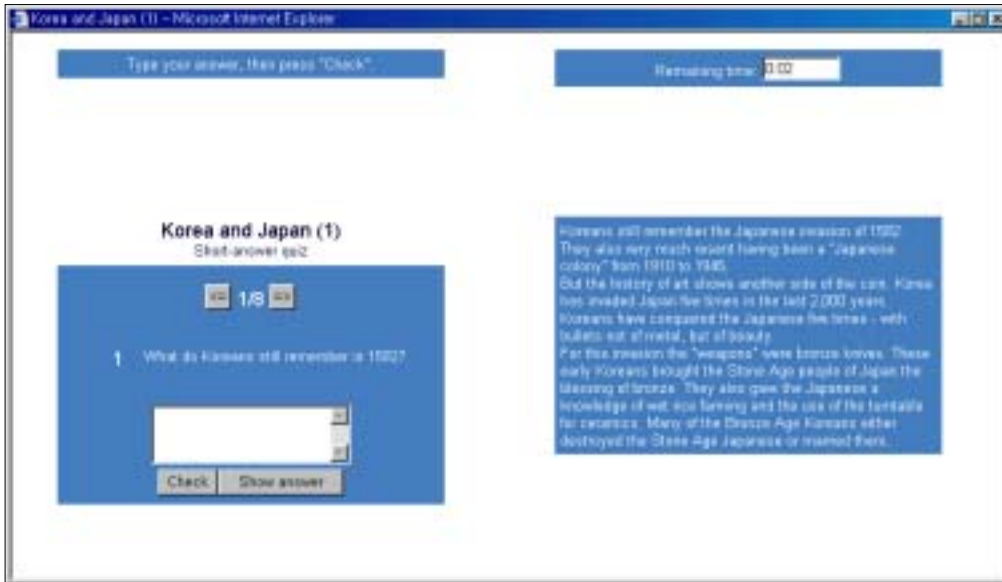 Korea and Japan (1) - Microsoft Internet Explorer
Type your answer, then press "Check".
Remaining time: 0:02
Korea and Japan (1)
Short-answer quiz
<= 1/8 =>
1 What do Koreans still remember is
Check Show answer
Koreans still remember the Japanese invasion of
They also very much resent having been a "Japanese
colony" from 1910 to 1945.
But the history of art shows another side of the coin. Korea
has invaded Japan five times in the last 2,000 years.
Koreans have conquered the Japanese five times - with
bullets not of metal, but of beauty.
For this invasion the "weapons" were bronze knives. These
early Koreans brought the Stone Age people of Japan the
blessing of bronze. They also gave the Japanese a
knowledge of wet rice farming and the use of the turntable
for ceramics. Many of the Bronze Age Koreans either
destroyed the Stone Age Japanese or married them.